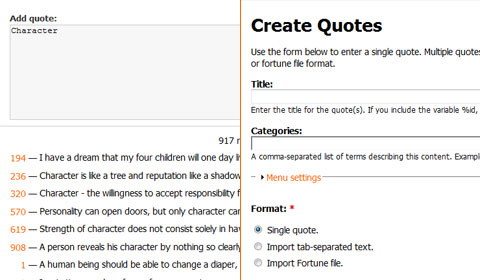 Add quote:
Character
917 r
194 — I have a dream that my four children will one day li
236 — Character is like a tree and reputation like a shadow
320 — Character - the willingness to accept responsibility f
570 — Personality can open doors, but only character can
619 — Strength of character does not consist solely in hav
908 — A person reveals his character by nothing so clearly
1 — A human being should be able to change a diaper,
Create Quotes
Use the form below to enter a single quote. Multiple quotes
or fortune file format.
Title:
Enter the title for the quote(s). If you include the variable %id,
Categories:
A comma-separated list of terms describing this content. Exampl
Menu settings
Format: *
Single quote.
Import tab-separated text.
Import Fortune file.